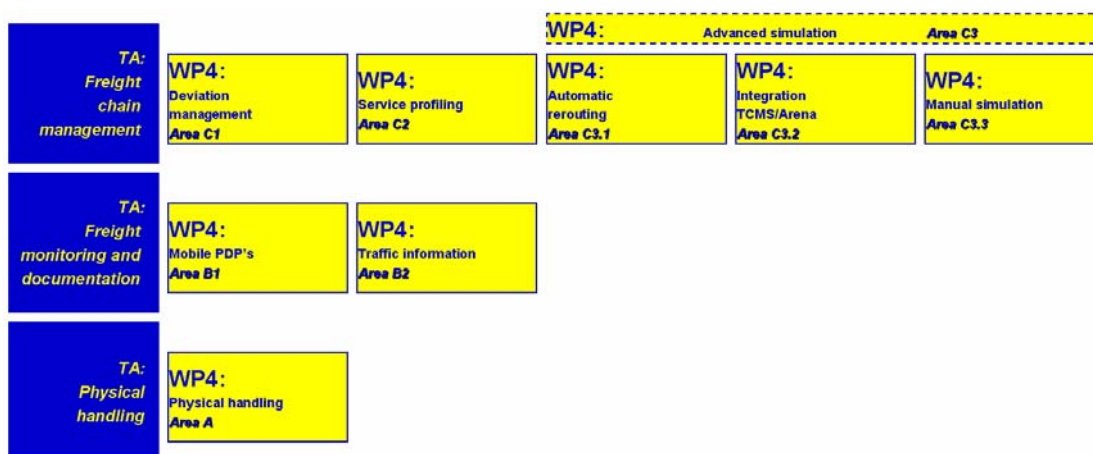 TA:
Freight
chain
management
WP4: Advanced simulation Area C3
WP4:
Deviation
management
Area C1
WP4:
Service profiling
Area C2
WP4:
Automatic
rerouting
Area C3.1
WP4:
Integration
TCMS/Arena
Area C3.2
WP4:
Manual simulation
Area C3.3
TA:
Freight
monitoring and
documentation
WP4:
Mobile PDP's
Area B1
WP4:
Traffic information
Area B2
TA:
Physical
handling
WP4:
Physical handling
Area A